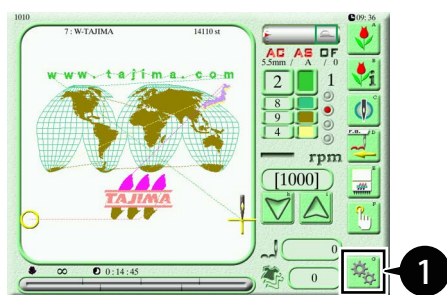 1010
09:36
7 : W-TAJIMA 14110 st
www.tajima.com
TAJIMA
0 : 14 : 45
AC AS OF
5.5mm / A / 0
2 1
8
9
4
rpm
[1000]
0
0
i
1